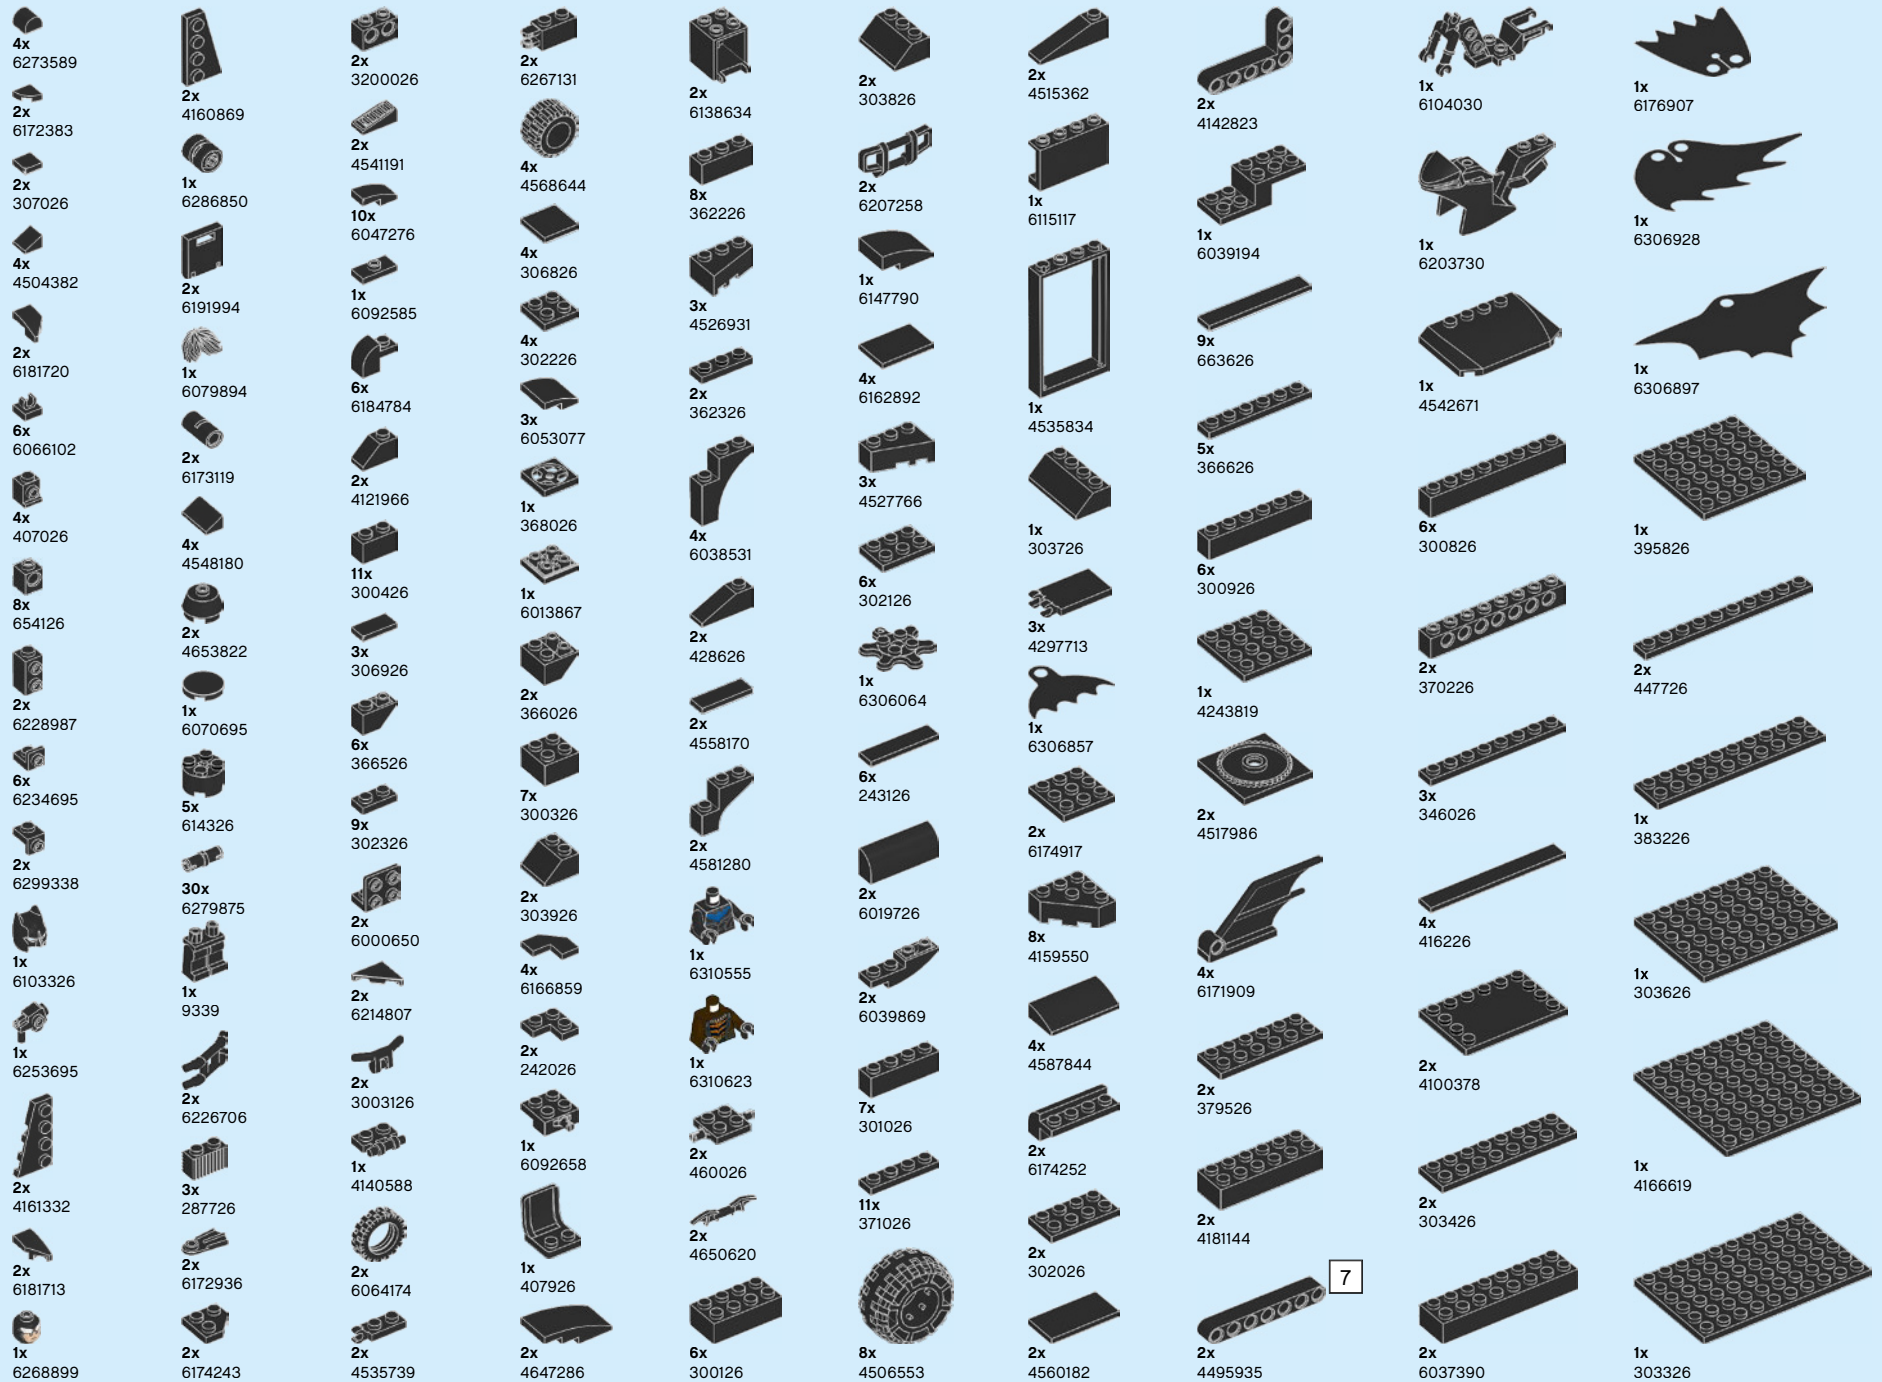 4x
6273589
2x
6172383
2x
307026
4x
4504382
2x
6181720
6x
6066102
4x
407026
8x
654126
2x
6228987
6x
6234695
2x
6299338
1x
6103326
1x
6253695
2x
4161332
2x
6181713
1x
6268899
2x
4160869
1x
6286850
2x
6191994
1x
6079894
2x
6173119
4x
4548180
2x
4653822
1x
6070695
5x
614326
30x
6279875
1x
9339
2x
6226706
3x
287726
2x
6172936
2x
6174243
2x
3200026
2x
4541191
10x
6047276
1x
6092585
6x
6184784
2x
4121966
11x
300426
3x
306926
6x
366526
9x
302326
2x
6000650
2x
6214807
2x
3003126
1x
4140588
2x
6064174
2x
4535739
2x
6267131
4x
4568644
4x
306826
4x
302226
3x
6053077
1x
368026
1x
6013867
2x
366026
7x
300326
2x
303926
4x
6166859
2x
242026
1x
6092658
1x
407926
2x
4647286
2x
6138634
8x
362226
3x
4526931
2x
362326
4x
6038531
2x
428626
2x
4558170
2x
4581280
1x
6310555
1x
6310623
2x
460026
2x
4650620
6x
300126
2x
303826
2x
6207258
1x
6147790
4x
6162892
3x
4527766
6x
302126
1x
6306064
6x
243126
2x
6019726
2x
6039869
7x
301026
11x
371026
8x
4506553
2x
4515362
1x
6115117
1x
4535834
1x
303726
3x
4297713
1x
6306857
2x
6174917
8x
4159550
4x
4587844
2x
6174252
2x
302026
2x
4560182
2x
4142823
1x
6039194
9x
663626
5x
366626
6x
300926
1x
4243819
2x
4517986
4x
6171909
2x
379526
2x
4181144
7
2x
4495935
1x
6104030
1x
6203730
1x
4542671
6x
300826
2x
370226
3x
346026
4x
416226
2x
4100378
2x
303426
2x
6037390
1x
6176907
1x
6306928
1x
6306897
1x
395826
2x
447726
1x
383226
1x
303626
1x
4166619
1x
303326